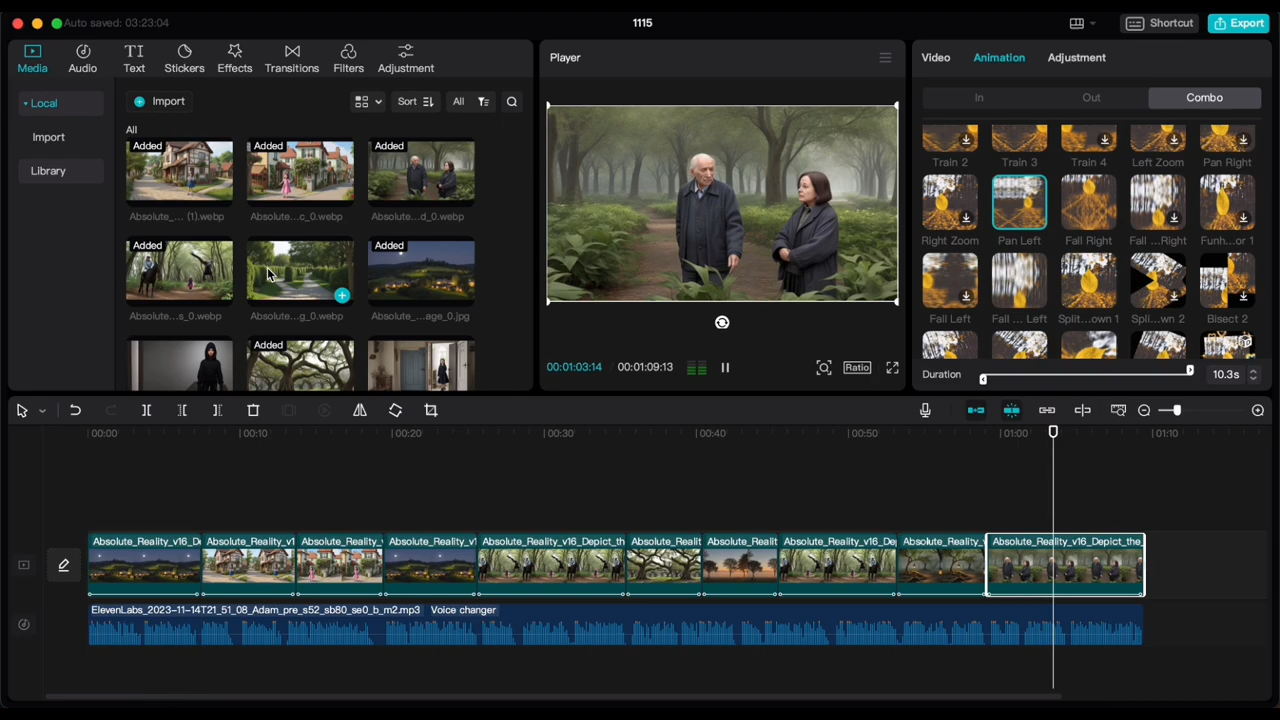 Auto saved: 03:23:04
1115
Shortcut
Export
Media
Audio
Text
Stickers
Effects
Transitions
Filters
Adjustment
Local
Import
Library
Import
Sort
All
All
Added
Added
Added
Absolute_... (1).webp
Absolute...c_0.webp
Absolute...d_0.webp
Added
Added
Absolute...s_0.webp
Absolute...g_0.webp
Absolute_...age_0.jpg
Added
Player
00:01:03:14
00:01:09:13
Ratio
Video
Animation
Adjustment
In
Out
Combo
Train 2
Train 3
Train 4
Left Zoom
Pan Right
Right Zoom
Pan Left
Fall Right
Fall ...Right
Funh...or 1
Fall Left
Fall ... Left
Split...own 1
Spli...wn 2
Bisect 2
Duration
10.3s
00:00
00:10
00:20
00:30
00:40
00:50
01:00
01:10
Absolute_Reality_v16_D
Absolute_Reality_v1
Absolute_Reality_v
Absolute_Reality_v1
Absolute_Reality_v16_Depict_th
Absolute_Realit
Absolute_Realit
Absolute_Reality_v16_De
Absolute_Reality_v
Absolute_Reality_v16_Depict_the_
ElevenLabs_2023-11-14T21_51_08_Adam_pre_s52_sb80_se0_b_m2.mp3
Voice changer